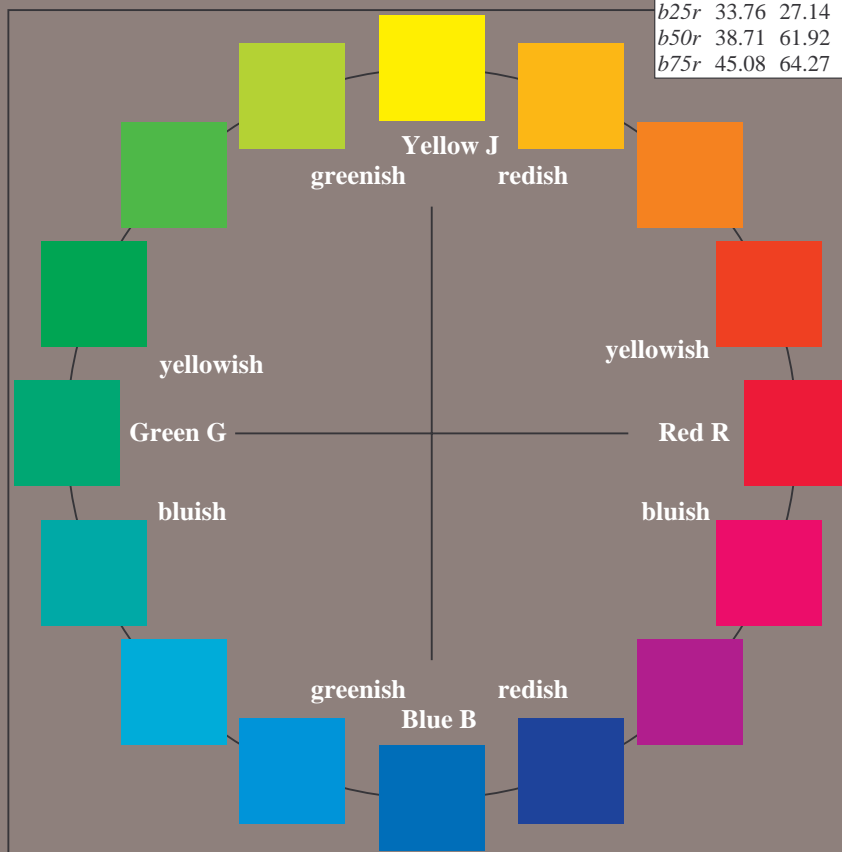 b25r 33.76 27.14
b50r 38.71 61.92
b75r 45.08 64.27
Yellow J
greenish redish
yellowish yellowish
Green G Red R
bluish bluish
greenish redish
Blue B